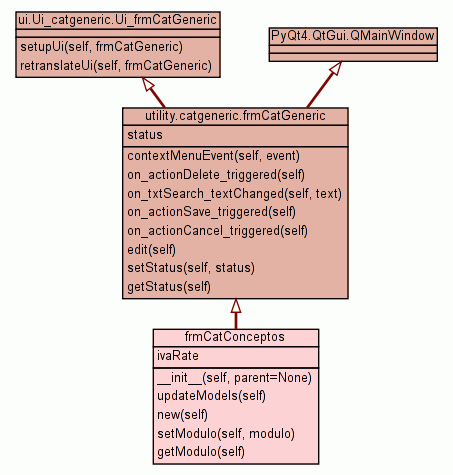 ui.Ui_catgeneric.Ui_frmCatGeneric
setupUi(self, frmCatGeneric)
retranslateUi(self, frmCatGeneric)
PyQt4.QtGui.QMainWindow
utility.catgeneric.frmCatGeneric
status
contextMenuEvent(self, event)
on_actionDelete_triggered(self)
on_txtSearch_textChanged(self, text)
on_actionSave_triggered(self)
on_actionCancel_triggered(self)
edit(self)
setStatus(self, status)
getStatus(self)
frmCatConceptos
ivaRate
__init__(self, parent=None)
updateModels(self)
new(self)
setModulo(self, modulo)
getModulo(self)